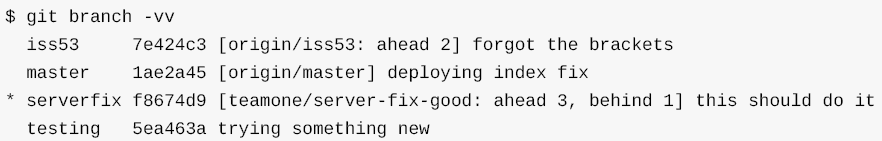 $ git branch -vv
  iss53     7e424c3 [origin/iss53: ahead 2] forgot the brackets
  master    1ae2a45 [origin/master] deploying index fix
* serverfix f8674d9 [teamone/server-fix-good: ahead 3, behind 1] this should do it
  testing   5ea463a trying something new